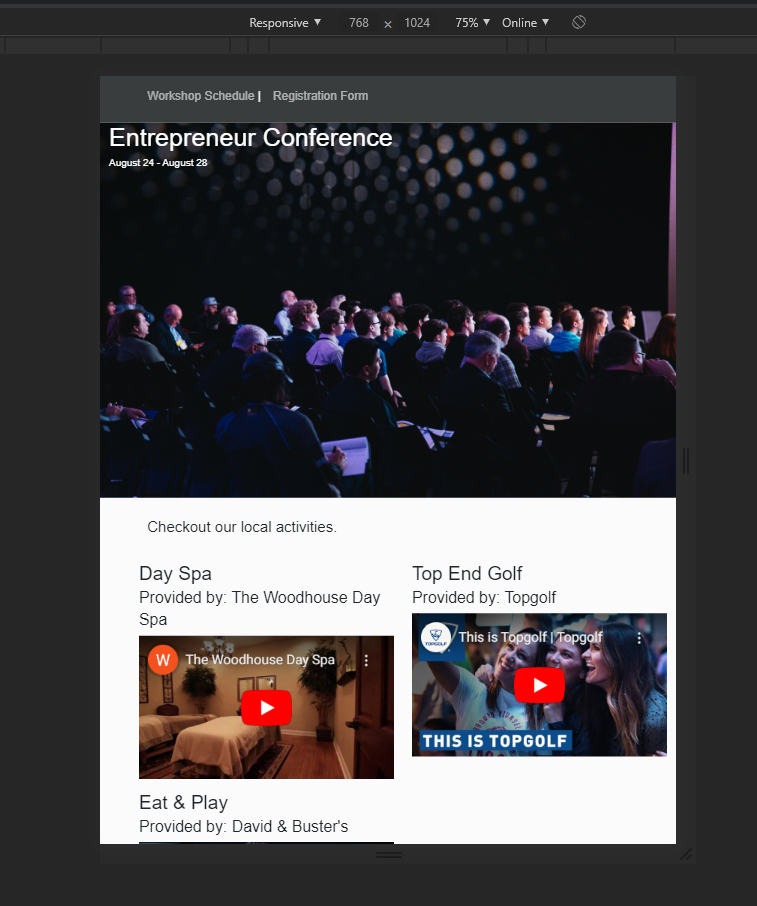 Responsive ▼ 768 × 1024 75% ▼ Online ▼
Workshop Schedule | Registration Form
Entrepreneur Conference
August 24 - August 28
Checkout our local activities.
Day Spa
Provided by: The Woodhouse Day
Spa
W The Woodhouse Day Spa
Top End Golf
Provided by: Topgolf
TOPGOLF This is Topgolf | Topgolf
THIS IS TOPGOLF
Eat & Play
Provided by: David & Buster's